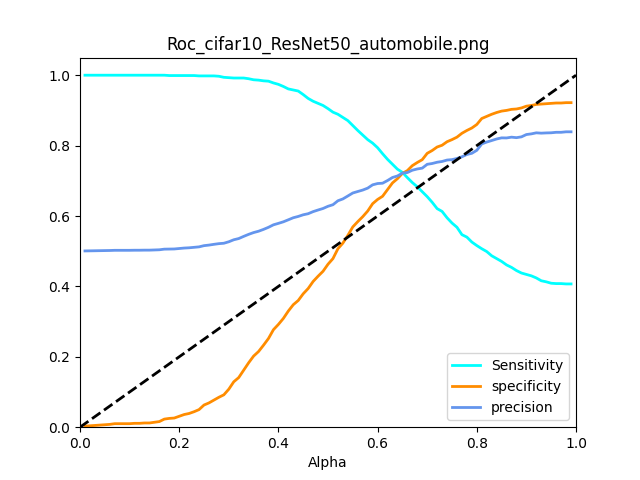 Roc_cifar10_ResNet50_automobile.png
1.0
0.8
0.6
0.4
0.2
0.0
Sensitivity
specificity
precision
0.0 0.2 0.4 0.6 0.8 1.0
Alpha